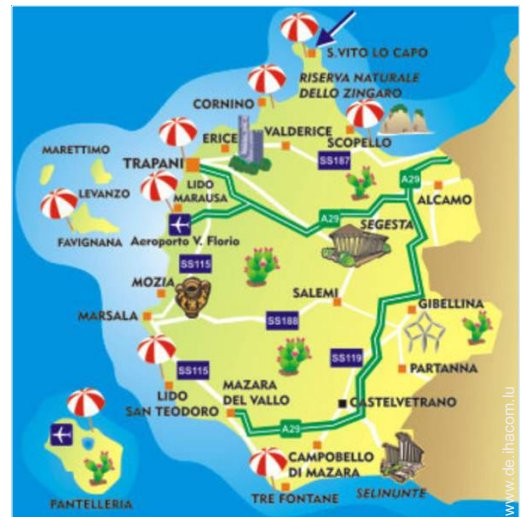 S.VITO LO CAPO
RISERVA NATURALE
DELLO ZINGARO
CORNINO
ERICE
VALDERICE
SCOPELLO
MARETTIMO
TRAPANI
SS187
A29
LEVANZO
LIDO
MARAUSA
ALCAMO
FAVIGNANA
Aeroporto V. Florio
A29
SEGESTA
SS115
MOZIA
SALEMI
GIBELLINA
MARSALA
SS188
SS115
SS119
PARTANNA
LIDO
SAN TEODORO
MAZARA
DEL VALLO
CASTELVETRANO
A29
CAMPOBELLO
DI MAZARA
PANTELLERIA
TRE FONTANE
SELINUNTE
www.de.ihacom.lu